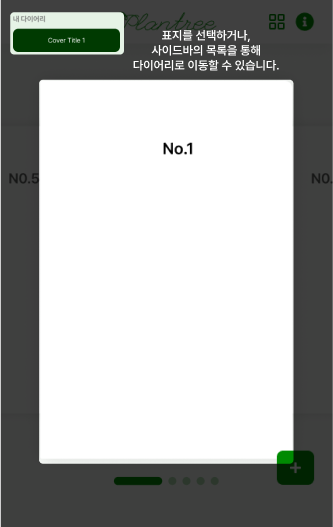 내 다이어리
Plantree
Cover Title 1
표지를 선택하거나,
사이드바의 목록을 통해
다이어리로 이동할 수 있습니다.
No.1
N0.5
N0.